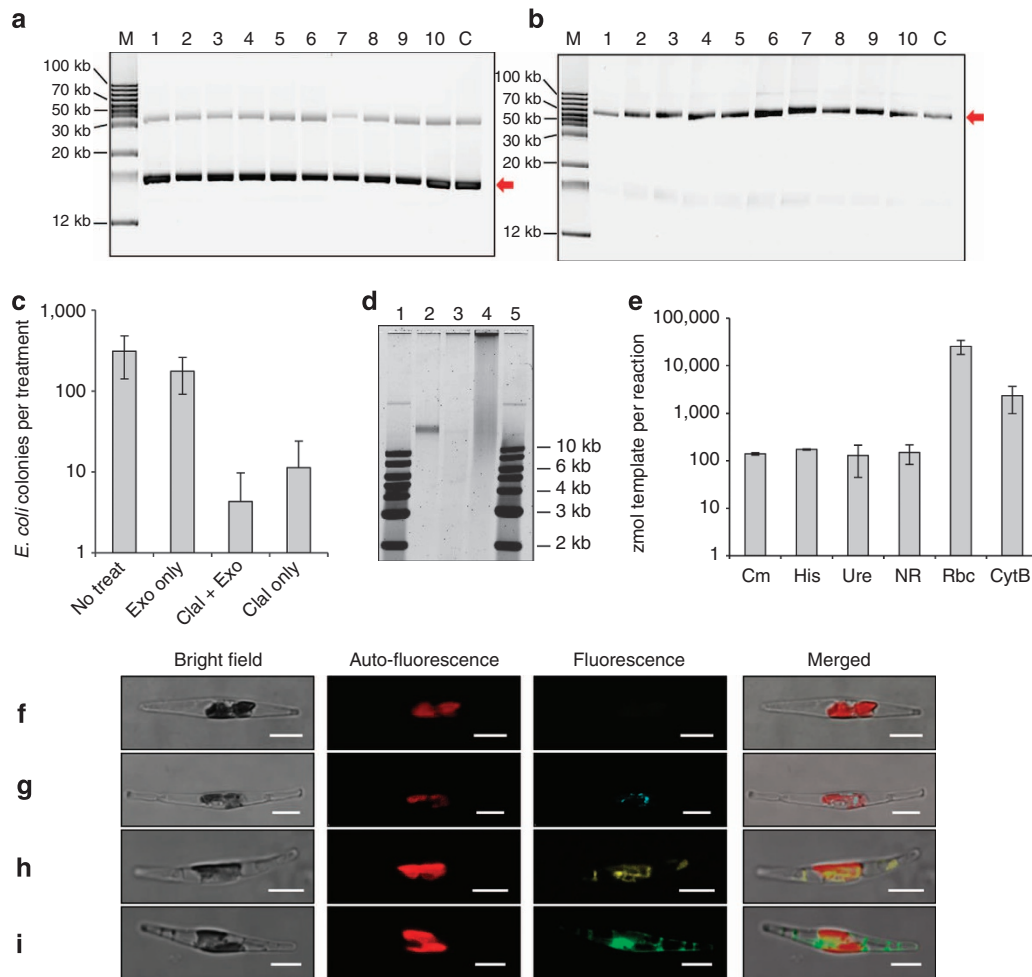 a
M 1 2 3 4 5 6 7 8 9 10 C
100 kb
70 kb
50 kb
30 kb
20 kb
12 kb
b
M 1 2 3 4 5 6 7 8 9 10 C
100 kb
70 kb
50 kb
30 kb
20 kb
12 kb
c
E. coli colonies per treatment
1,000
100
10
1
No treat Exo only ClaI + Exo ClaI only
d
1 2 3 4 5
10 kb
6 kb
4 kb
3 kb
2 kb
e
zmol template per reaction
100,000
10,000
1,000
100
10
1
Cm His Ure NR Rbc CytB
Bright field Auto-fluorescence Fluorescence Merged
f
g
h
i